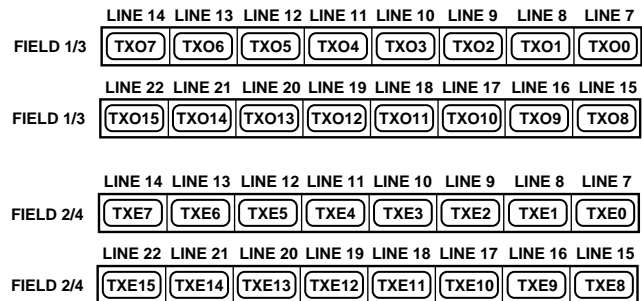 LINE 14 LINE 13 LINE 12 LINE 11 LINE 10 LINE 9 LINE 8 LINE 7
FIELD 1/3 TXO7 TXO6 TXO5 TXO4 TXO3 TXO2 TXO1 TXO0
LINE 22 LINE 21 LINE 20 LINE 19 LINE 18 LINE 17 LINE 16 LINE 15
FIELD 1/3 TXO15 TXO14 TXO13 TXO12 TXO11 TXO10 TXO9 TXO8
LINE 14 LINE 13 LINE 12 LINE 11 LINE 10 LINE 9 LINE 8 LINE 7
FIELD 2/4 TXE7 TXE6 TXE5 TXE4 TXE3 TXE2 TXE1 TXE0
LINE 22 LINE 21 LINE 20 LINE 19 LINE 18 LINE 17 LINE 16 LINE 15
FIELD 2/4 TXE15 TXE14 TXE13 TXE12 TXE11 TXE10 TXE9 TXE8